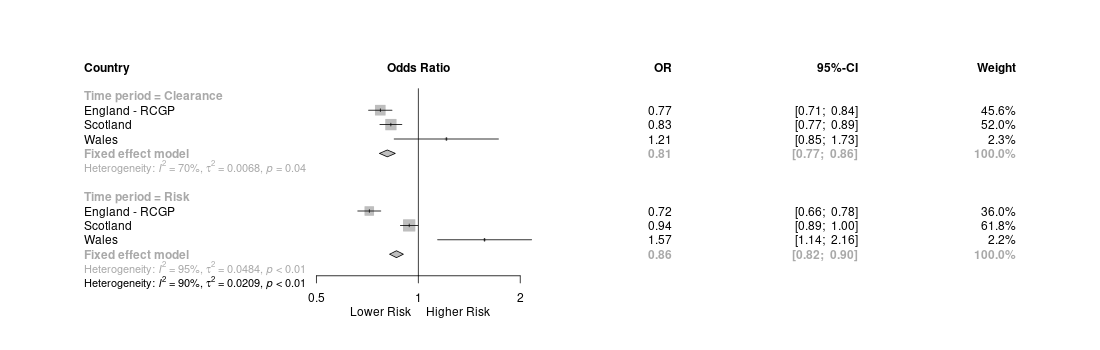 Country Odds Ratio OR 95%-CI Weight
Time period = Clearance
England - RCGP 0.77 [0.71; 0.84] 45.6%
Scotland 0.83 [0.77; 0.89] 52.0%
Wales 1.21 [0.85; 1.73] 2.3%
Fixed effect model 0.81 [0.77; 0.86] 100.0%
Heterogeneity: I² = 70%, τ² = 0.0068, p = 0.04
Time period = Risk
England - RCGP 0.72 [0.66; 0.78] 36.0%
Scotland 0.94 [0.89; 1.00] 61.8%
Wales 1.57 [1.14; 2.16] 2.2%
Fixed effect model 0.86 [0.82; 0.90] 100.0%
Heterogeneity: I² = 95%, τ² = 0.0484, p < 0.01
Heterogeneity: I² = 90%, τ² = 0.0209, p < 0.01
0.5 1 2
Lower Risk Higher Risk